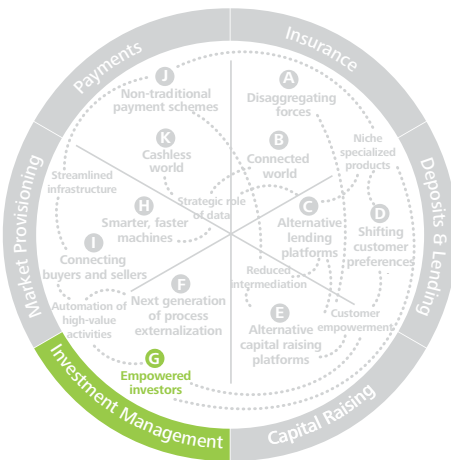 Payments
Insurance
J
Non-traditional
payment schemes
A
Disaggregating
forces
K
Cashless
world
B
Connected
world
Niche
specialized
products
Market Provisioning
Deposits & Lending
Streamlined
infrastructure
Strategic role
of data
H
Smarter, faster
machines
C
Alternative
lending
platforms
D
Shifting
customer
preferences
I
Connecting
buyers and sellers
F
Next generation
of process
externalization
Reduced
intermediation
Automation of
high-value
activities
E
Alternative
capital raising
platforms
Customer
empowerment
G
Empowered
investors
Investment Management
Capital Raising